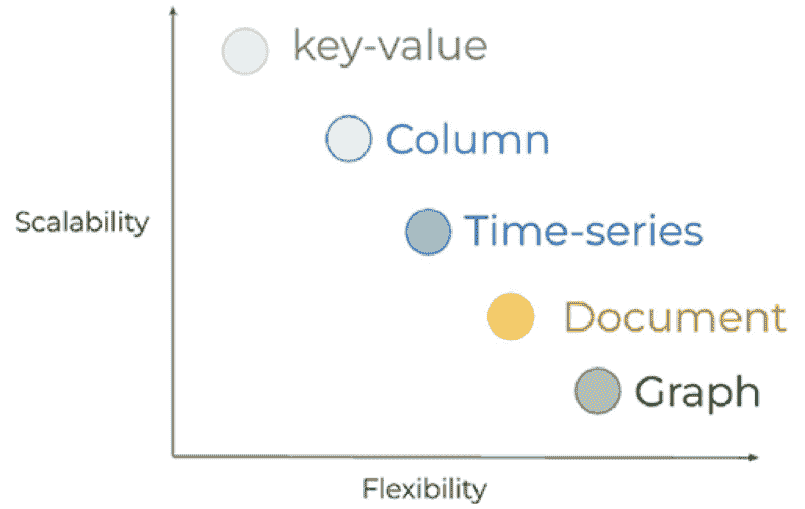 key-value
Column
Scalability
Time-series
Document
Graph
Flexibility